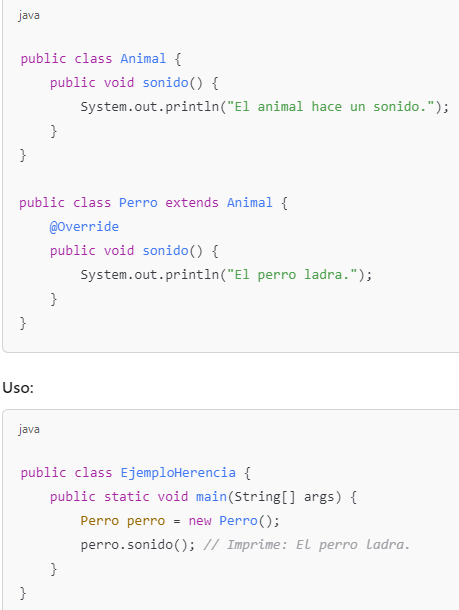 java
public class Animal {
    public void sonido() {
        System.out.println("El animal hace un sonido.");
    }
}
public class Perro extends Animal {
    @Override
    public void sonido() {
        System.out.println("El perro ladra.");
    }
}
Uso:
java
public class EjemploHerencia {
    public static void main(String[] args) {
        Perro perro = new Perro();
        perro.sonido(); // Imprime: El perro ladra.
    }
}